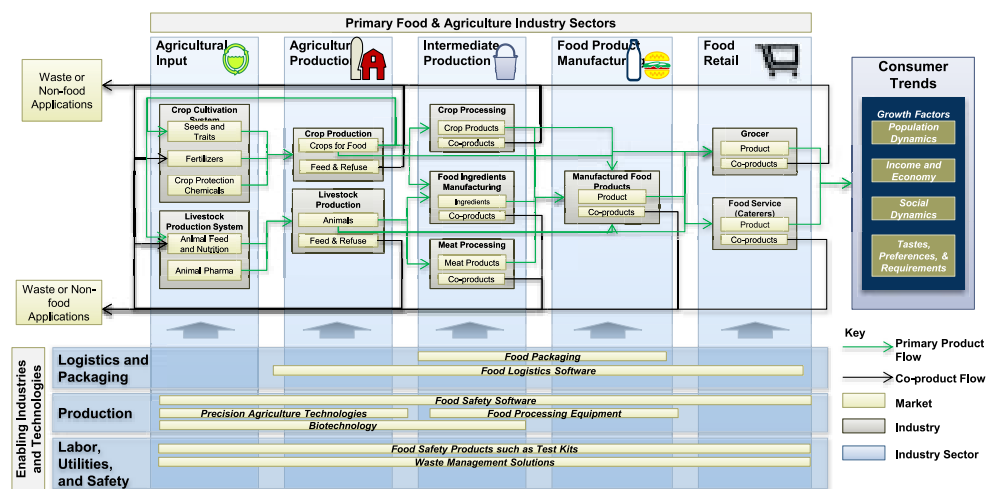 Primary Food & Agriculture Industry Sectors
Agricultural
Input
Agricultur
Production
Intermediate
Production
Food Product
Manufacturing
Food
Retail
Waste or
Non-food
Applications
Crop Cultivation
System
Seeds and
Traits
Fertilizers
Crop Protection
Chemicals
Livestock
Production System
Animal Feed
and Nutrition
Animal Pharma
Crop Production
Crops for Food
Feed & Refuse
Livestock
Production
Animals
Feed & Refuse
Crop Processing
Crop Products
Co-products
Food Ingredients
Manufacturing
Ingredients
Co-products
Meat Processing
Meat Products
Co-products
Manufactured Food
Products
Product
Co-products
Grocer
Product
Co-products
Food Service
(Caterers)
Product
Co-products
Consumer
Trends
Growth Factors
Population
Dynamics
Income and
Economy
Social
Dynamics
Tastes,
Preferences, &
Requirements
Waste or Non-
food
Applications
Enabling Industries
and Technologies
Logistics and
Packaging
Food Packaging
Food Logistics Software
Production
Food Safety Software
Precision Agriculture Technologies
Food Processing Equipment
Biotechnology
Labor,
Utilities,
and Safety
Food Safety Products such as Test Kits
Waste Management Solutions
Key
Primary Product
Flow
Co-product Flow
Market
Industry
Industry Sector